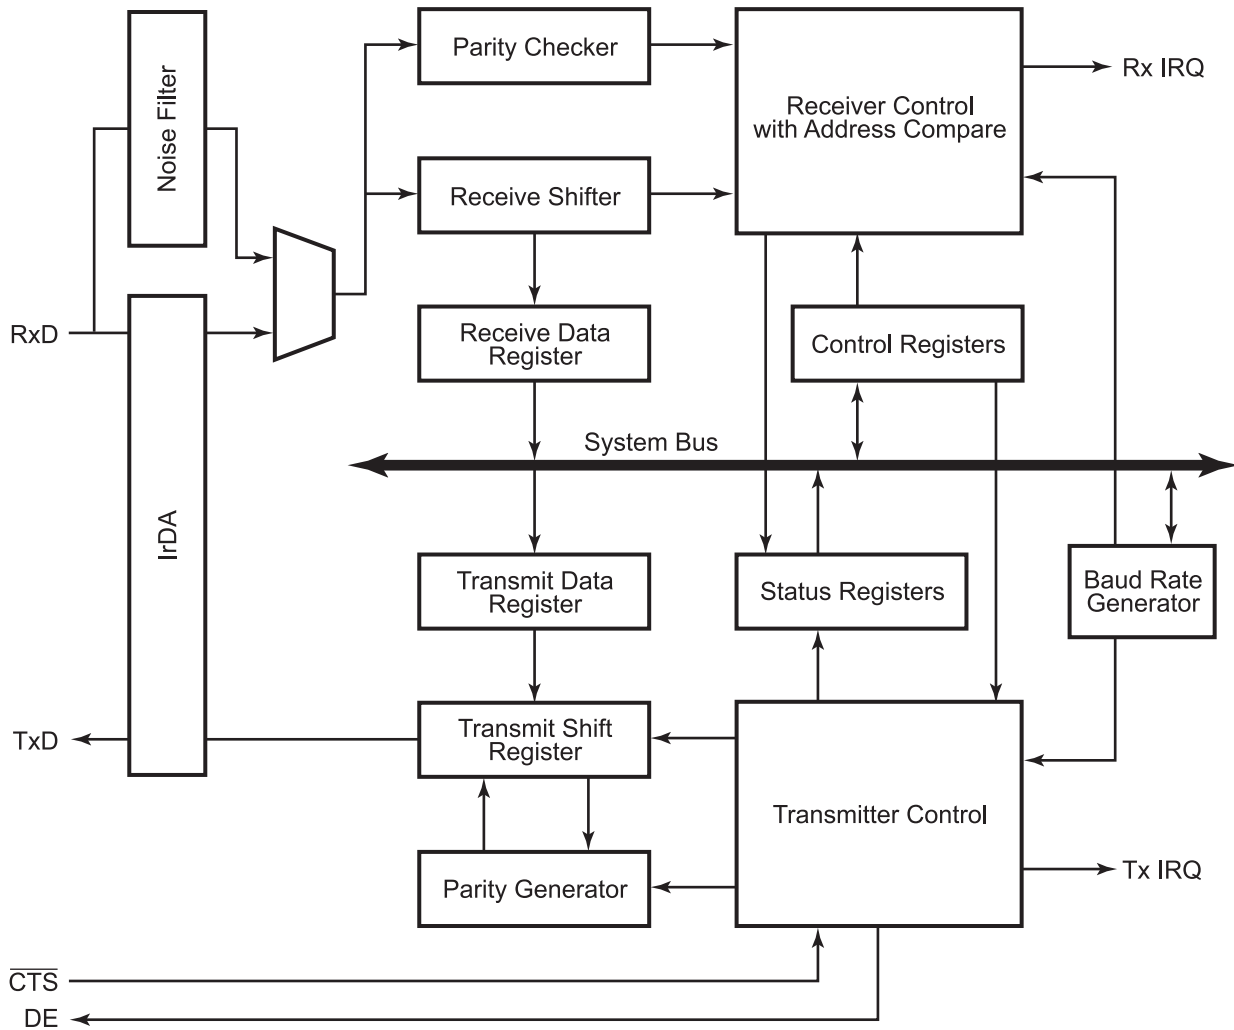 Noise Filter
Parity Checker
Receiver Control
with Address Compare
Rx IRQ
Receive Shifter
RxD
IrDA
Receive Data
Register
Control Registers
System Bus
Transmit Data
Register
Status Registers
Baud Rate
Generator
TxD
Transmit Shift
Register
Transmitter Control
Parity Generator
Tx IRQ
C̅T̅S̅
DE